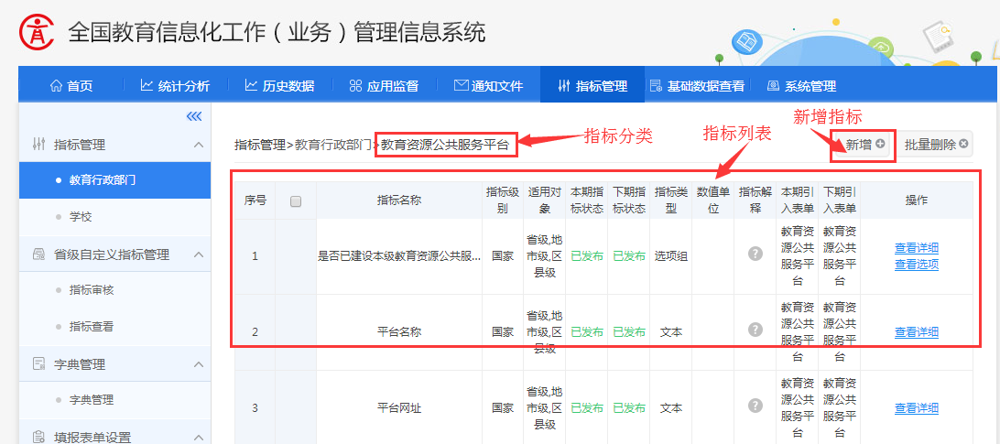 全国教育信息化工作（业务）管理信息系统
首页 统计分析 历史数据 应用监督 通知文件 指标管理 基础数据查看 系统管理
新增指标
指标列表
指标分类
指标管理
教育行政部门
学校
省级自定义指标管理
指标审核
指标查看
字典管理
字典管理
填报表单设置
指标管理>教育行政部门>教育资源公共服务平台
新增 批量删除
序号 指标名称 指标级别 适用对象 本期指标状态 下期指标状态 指标类型 数值单位 指标解释 本期引入表单 下期引入表单 操作
1 是否已建设本级教育资源公共服... 国家 省级,地市级,区县级 已发布 已发布 选项组 ? 教育资源公共服务平台 教育资源公共服务平台 查看详细 查看选项
2 平台名称 国家 省级,地市级,区县级 已发布 已发布 文本 ? 教育资源公共服务平台 教育资源公共服务平台 查看详细
3 平台网址 国家 省级,地市级,区县级 已发布 已发布 文本 ? 教育资源公共服务平台 教育资源公共服务平台 查看详细